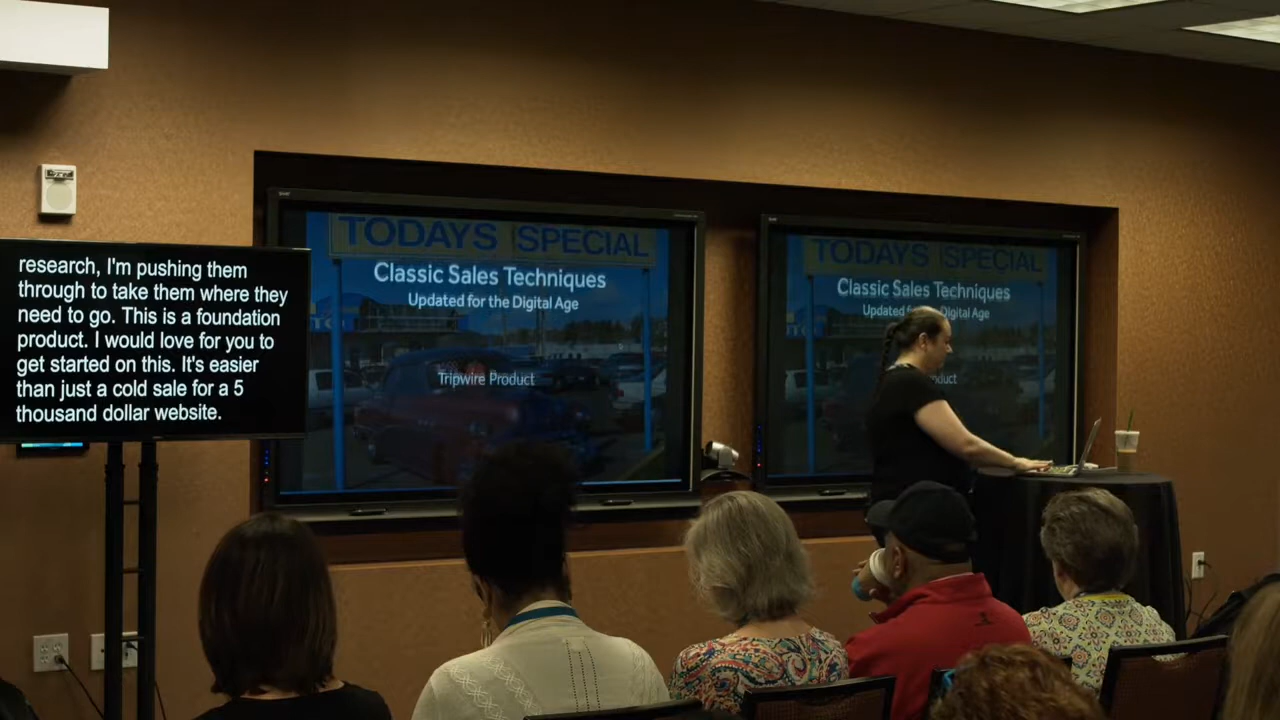 research, I'm pushing them
through to take them where they
need to go. This is a foundation
product. I would love for you to
get started on this. It's easier
than just a cold sale for a 5
thousand dollar website.
TODAYS SPECIAL
Classic Sales Techniques
Updated for the Digital Age
Tripwire Product
TODAYS SPECIAL
Classic Sales Techniques
Digital Age